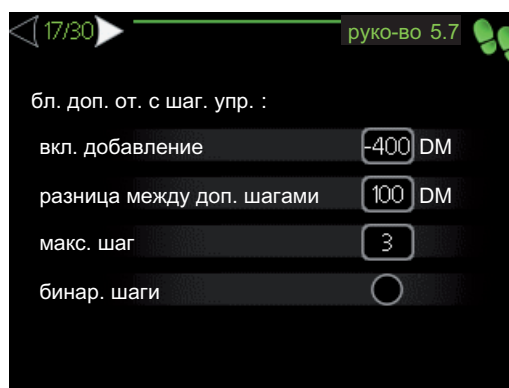 17/30 руко-во 5.7
бл. доп. от. с шаг. упр. :
вкл. добавление -400 DM
разница между доп. шагами 100 DM
макс. шаг 3
бинар. шаги